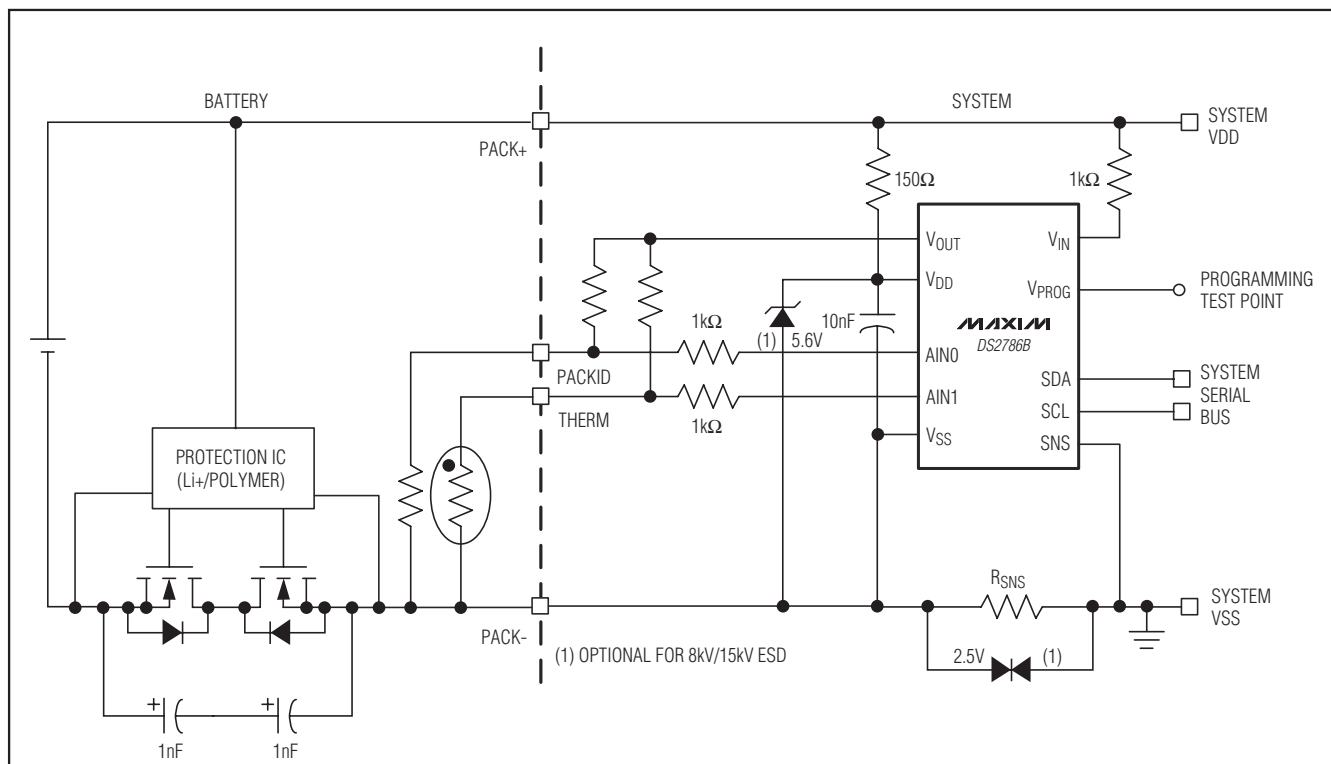 BATTERY
SYSTEM
SYSTEM
VDD
PACK+
150Ω
1kΩ
VOUT
VIN
VDD
VPROG
PROGRAMMING
TEST POINT
MAXIM
DS2786B
10nF
(1) 5.6V
1kΩ
AIN0
PACKID
SDA
SYSTEM
SERIAL
BUS
AIN1
SCL
THERM
1kΩ
VSS
SNS
PROTECTION IC
(Li+/POLYMER)
RSNS
SYSTEM
VSS
PACK-
(1) OPTIONAL FOR 8kV/15kV ESD
2.5V
(1)
+
+
1nF
1nF